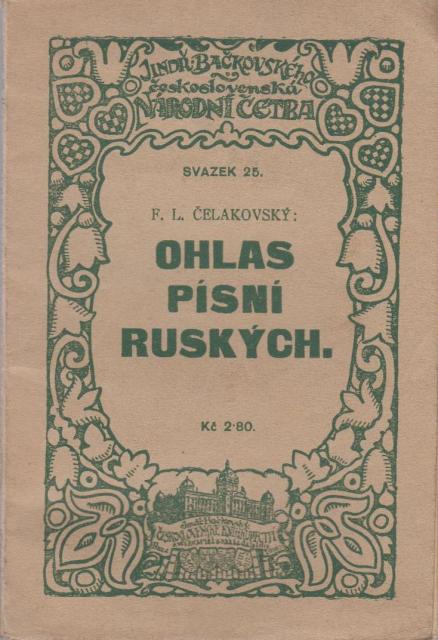 JINDŘ. BAČKOVSKÉHO
československá
NÁRODNÍ ČETBA
SVAZEK 25.
F. L. ČELAKOVSKÝ:
OHLAS
PÍSNÍ
RUSKÝCH.
Kč 2·80.